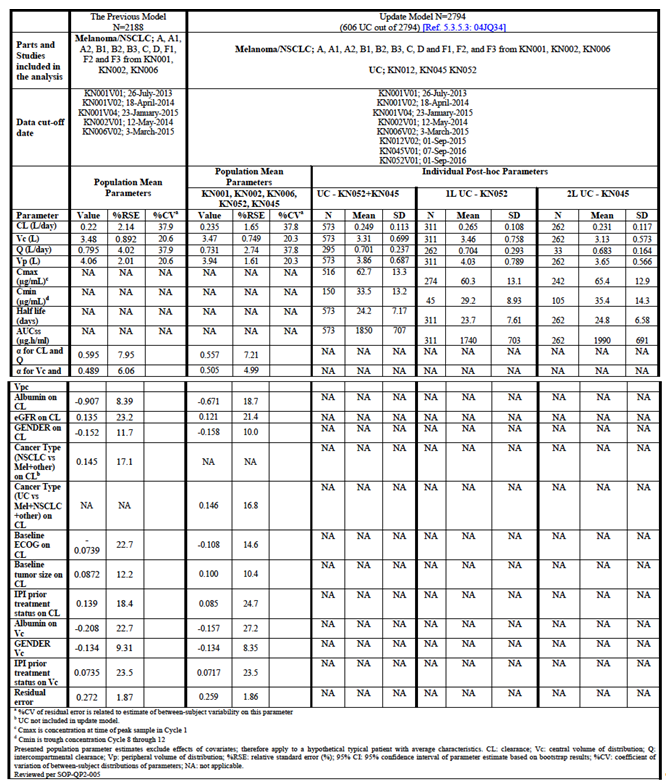 The Previous Model
N=2188
Update Model N=2794
(606 UC out of 2794) [Ref. 5.3.5.3: 04JQ34]
Parts and Studies included in the analysis
Melanoma/NSCLC; A, A1, A2, B1, B2, B3, C, D, F1, F2 and F3 from KN001, KN002, KN006
Melanoma/NSCLC; A, A1, A2, B1, B2, B3, C, D and F1, F2, and F3 from KN001, KN002, KN006
UC; KN012, KN045 KN052
Data cut-off date
KN001V01; 26-July-2013
KN001V02; 18-April-2014
KN001V04; 23-January-2015
KN002V01; 12-May-2014
KN006V02; 3-March-2015
KN001V01; 26-July-2013
KN001V02; 18-April-2014
KN001V04; 23-January-2015
KN002V01; 12-May-2014
KN006V02; 3-March-2015
KN012V02; 01-Sep-2015
KN045V01; 07-Sep-2016
KN052V01; 01-Sep-2016
Population Mean Parameters
Population Mean Parameters
Individual Post-hoc Parameters
KN001, KN002, KN006, KN052, KN045
UC - KN052+KN045
1L UC - KN052
2L UC - KN045
Parameter Value %RSE %CVa Value %RSE %CVa N Mean SD N Mean SD N Mean SD
CL (L/day) 0.22 2.14 37.9 0.235 1.65 37.8 573 0.249 0.113 311 0.265 0.108 262 0.231 0.117
Vc (L) 3.48 0.892 20.6 3.47 0.749 20.3 573 3.31 0.699 311 3.46 0.758 262 3.13 0.573
Q (L/day) 0.795 4.02 37.9 0.731 2.74 37.8 295 0.701 0.237 262 0.704 0.293 33 0.683 0.164
Vp (L) 4.06 2.01 20.6 3.94 1.61 20.3 573 3.86 0.687 311 4.03 0.789 262 3.65 0.566
Cmax (µg/mL)c NA NA NA NA NA NA 516 62.7 13.3 274 60.3 13.1 242 65.4 12.9
Cmin (µg/mL)d NA NA NA NA NA NA 150 33.5 13.2 45 29.2 8.93 105 35.4 14.3
Half life (days) NA NA NA NA NA NA 573 24.2 7.17 311 23.7 7.61 262 24.8 6.58
AUCss (µg.h/ml) NA NA NA NA NA NA 573 1850 707 311 1740 703 262 1990 691
α for CL and Q 0.595 7.95 0.557 7.21 NA NA NA NA NA NA NA NA NA
α for Vc and 0.489 6.06 0.505 4.99 NA NA NA NA NA NA NA NA NA
Vpc
Albumin on CL -0.907 8.39 -0.671 18.7 NA NA NA NA NA NA NA NA NA
eGFR on CL 0.135 23.2 0.121 21.4 NA NA NA NA NA NA NA NA NA
GENDER on CL -0.152 11.7 -0.158 10.0 NA NA NA NA NA NA NA NA NA
Cancer Type (NSCLC vs Mel+other) on CLb 0.145 17.1 NA NA NA NA NA NA NA NA NA NA NA
Cancer Type (UC vs Mel+NSCLC +other) on CL NA NA 0.146 16.8 NA NA NA NA NA NA NA NA NA
Baseline ECOG on CL - 0.0739 22.7 -0.108 14.6 NA NA NA NA NA NA NA NA NA
Baseline tumor size on CL 0.0872 12.2 0.100 10.4 NA NA NA NA NA NA NA NA NA
IPI prior treatment status on CL 0.139 18.4 0.085 24.7 NA NA NA NA NA NA NA NA NA
Albumin on Vc -0.208 22.7 -0.157 27.2 NA NA NA NA NA NA NA NA NA
GENDER Vc -0.134 9.31 -0.134 8.35 NA NA NA NA NA NA NA NA NA
IPI prior treatment status on Vc 0.0735 23.5 0.0717 23.5 NA NA NA NA NA NA NA NA NA
Residual error 0.272 1.87 0.259 1.86 NA NA NA NA NA NA NA NA NA
a %CV of residual error is related to estimate of between-subject variability on this parameter
b UC not included in update model.
c Cmax is concentration at time of peak sample in Cycle 1
d Cmin is trough concentration Cycle 8 through 12
Presented population parameter estimates exclude effects of covariates; therefore apply to a hypothetical typical patient with average characteristics. CL: clearance; Vc: central volume of distribution; Q:
intercompartmental clearance; Vp: peripheral volume of distribution; %RSE: relative standard error (%); 95% CI: 95% confidence interval of parameter estimate based on bootstrap results; %CV: coefficient of
variation of between-subject distributions of parameters; NA: not applicable.
Reviewed per SOP-QP2-005